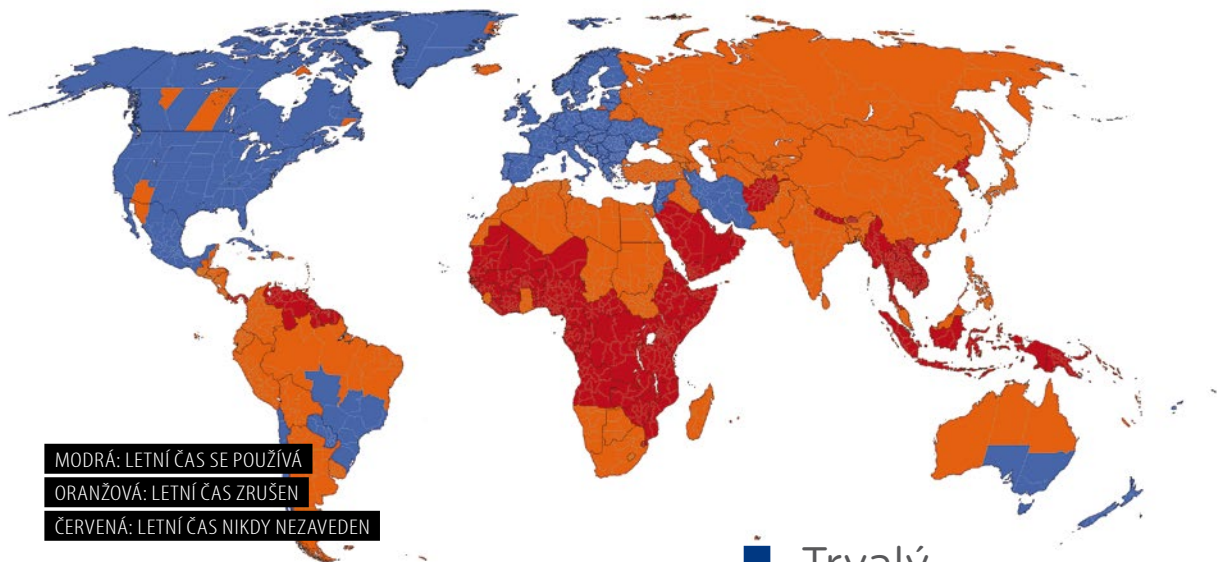 MODRÁ: LETNÍ ČAS SE POUŽÍVÁ
ORANŽOVÁ: LETNÍ ČAS ZRUŠEN
ČERVENÁ: LETNÍ ČAS NIKDY NEZAVEDEN
Trvalý